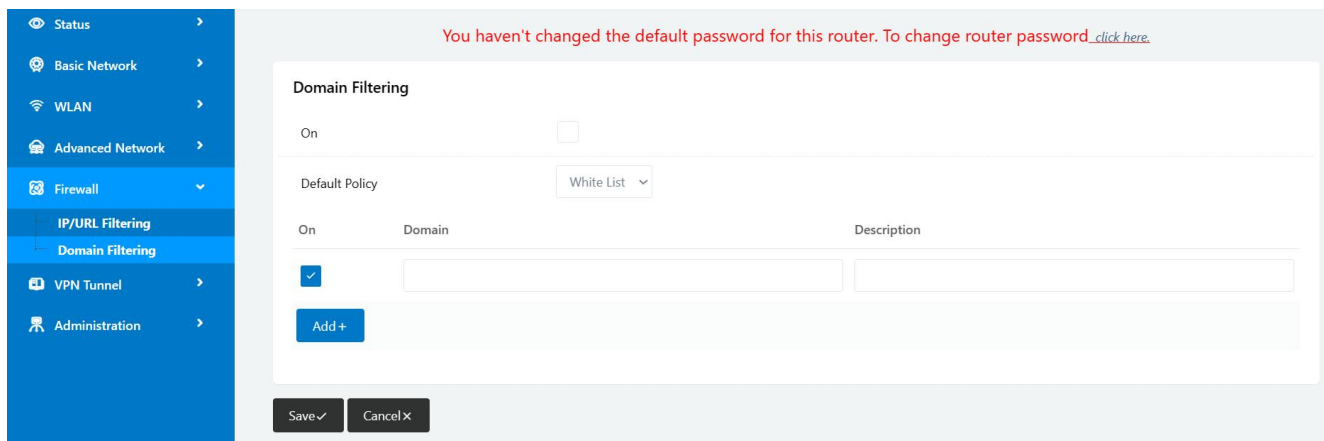 Status
Basic Network
WLAN
Advanced Network
Firewall
IP/URL Filtering
Domain Filtering
VPN Tunnel
Administration
You haven't changed the default password for this router. To change router password click here.
Domain Filtering
On
Default Policy White List
On Domain Description
Add+
Save Cancel